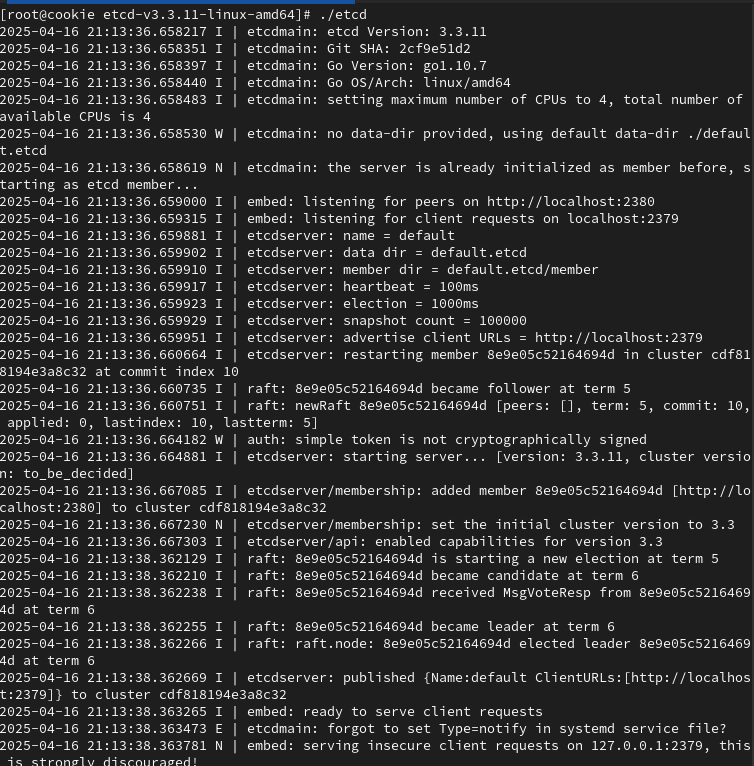 [root@cookie etcd-v3.3.11-linux-amd64]# ./etcd
2025-04-16 21:13:36.658217 I | etcdmain: etcd Version: 3.3.11
2025-04-16 21:13:36.658351 I | etcdmain: Git SHA: 2cf9e51d2
2025-04-16 21:13:36.658397 I | etcdmain: Go Version: go1.10.7
2025-04-16 21:13:36.658440 I | etcdmain: Go OS/Arch: linux/amd64
2025-04-16 21:13:36.658483 I | etcdmain: setting maximum number of CPUs to 4, total number of
available CPUs is 4
2025-04-16 21:13:36.658530 W | etcdmain: no data-dir provided, using default data-dir ./defaul
t.etcd
2025-04-16 21:13:36.658619 N | etcdmain: the server is already initialized as member before, s
tarting as etcd member...
2025-04-16 21:13:36.659000 I | embed: listening for peers on http://localhost:2380
2025-04-16 21:13:36.659315 I | embed: listening for client requests on localhost:2379
2025-04-16 21:13:36.659881 I | etcdserver: name = default
2025-04-16 21:13:36.659902 I | etcdserver: data dir = default.etcd
2025-04-16 21:13:36.659910 I | etcdserver: member dir = default.etcd/member
2025-04-16 21:13:36.659917 I | etcdserver: heartbeat = 100ms
2025-04-16 21:13:36.659923 I | etcdserver: election = 1000ms
2025-04-16 21:13:36.659929 I | etcdserver: snapshot count = 100000
2025-04-16 21:13:36.659951 I | etcdserver: advertise client URLs = http://localhost:2379
2025-04-16 21:13:36.660664 I | etcdserver: restarting member 8e9e05c52164694d in cluster cdf81
8194e3a8c32 at commit index 10
2025-04-16 21:13:36.660735 I | raft: 8e9e05c52164694d became follower at term 5
2025-04-16 21:13:36.660751 I | raft: newRaft 8e9e05c52164694d [peers: [], term: 5, commit: 10,
 applied: 0, lastindex: 10, lastterm: 5]
2025-04-16 21:13:36.664182 W | auth: simple token is not cryptographically signed
2025-04-16 21:13:36.664881 I | etcdserver: starting server... [version: 3.3.11, cluster versio
n: to_be_decided]
2025-04-16 21:13:36.667085 I | etcdserver/membership: added member 8e9e05c52164694d [http://lo
calhost:2380] to cluster cdf818194e3a8c32
2025-04-16 21:13:36.667230 N | etcdserver/membership: set the initial cluster version to 3.3
2025-04-16 21:13:36.667303 I | etcdserver/api: enabled capabilities for version 3.3
2025-04-16 21:13:38.362129 I | raft: 8e9e05c52164694d is starting a new election at term 5
2025-04-16 21:13:38.362210 I | raft: 8e9e05c52164694d became candidate at term 6
2025-04-16 21:13:38.362238 I | raft: 8e9e05c52164694d received MsgVoteResp from 8e9e05c5216469
4d at term 6
2025-04-16 21:13:38.362255 I | raft: 8e9e05c52164694d became leader at term 6
2025-04-16 21:13:38.362266 I | raft: raft.node: 8e9e05c52164694d elected leader 8e9e05c5216469
4d at term 6
2025-04-16 21:13:38.362669 I | etcdserver: published {Name:default ClientURLs:[http://localhos
t:2379]} to cluster cdf818194e3a8c32
2025-04-16 21:13:38.363265 I | embed: ready to serve client requests
2025-04-16 21:13:38.363473 E | etcdmain: forgot to set Type=notify in systemd service file?
2025-04-16 21:13:38.363781 N | embed: serving insecure client requests on 127.0.0.1:2379, this
 is strongly discouraged!